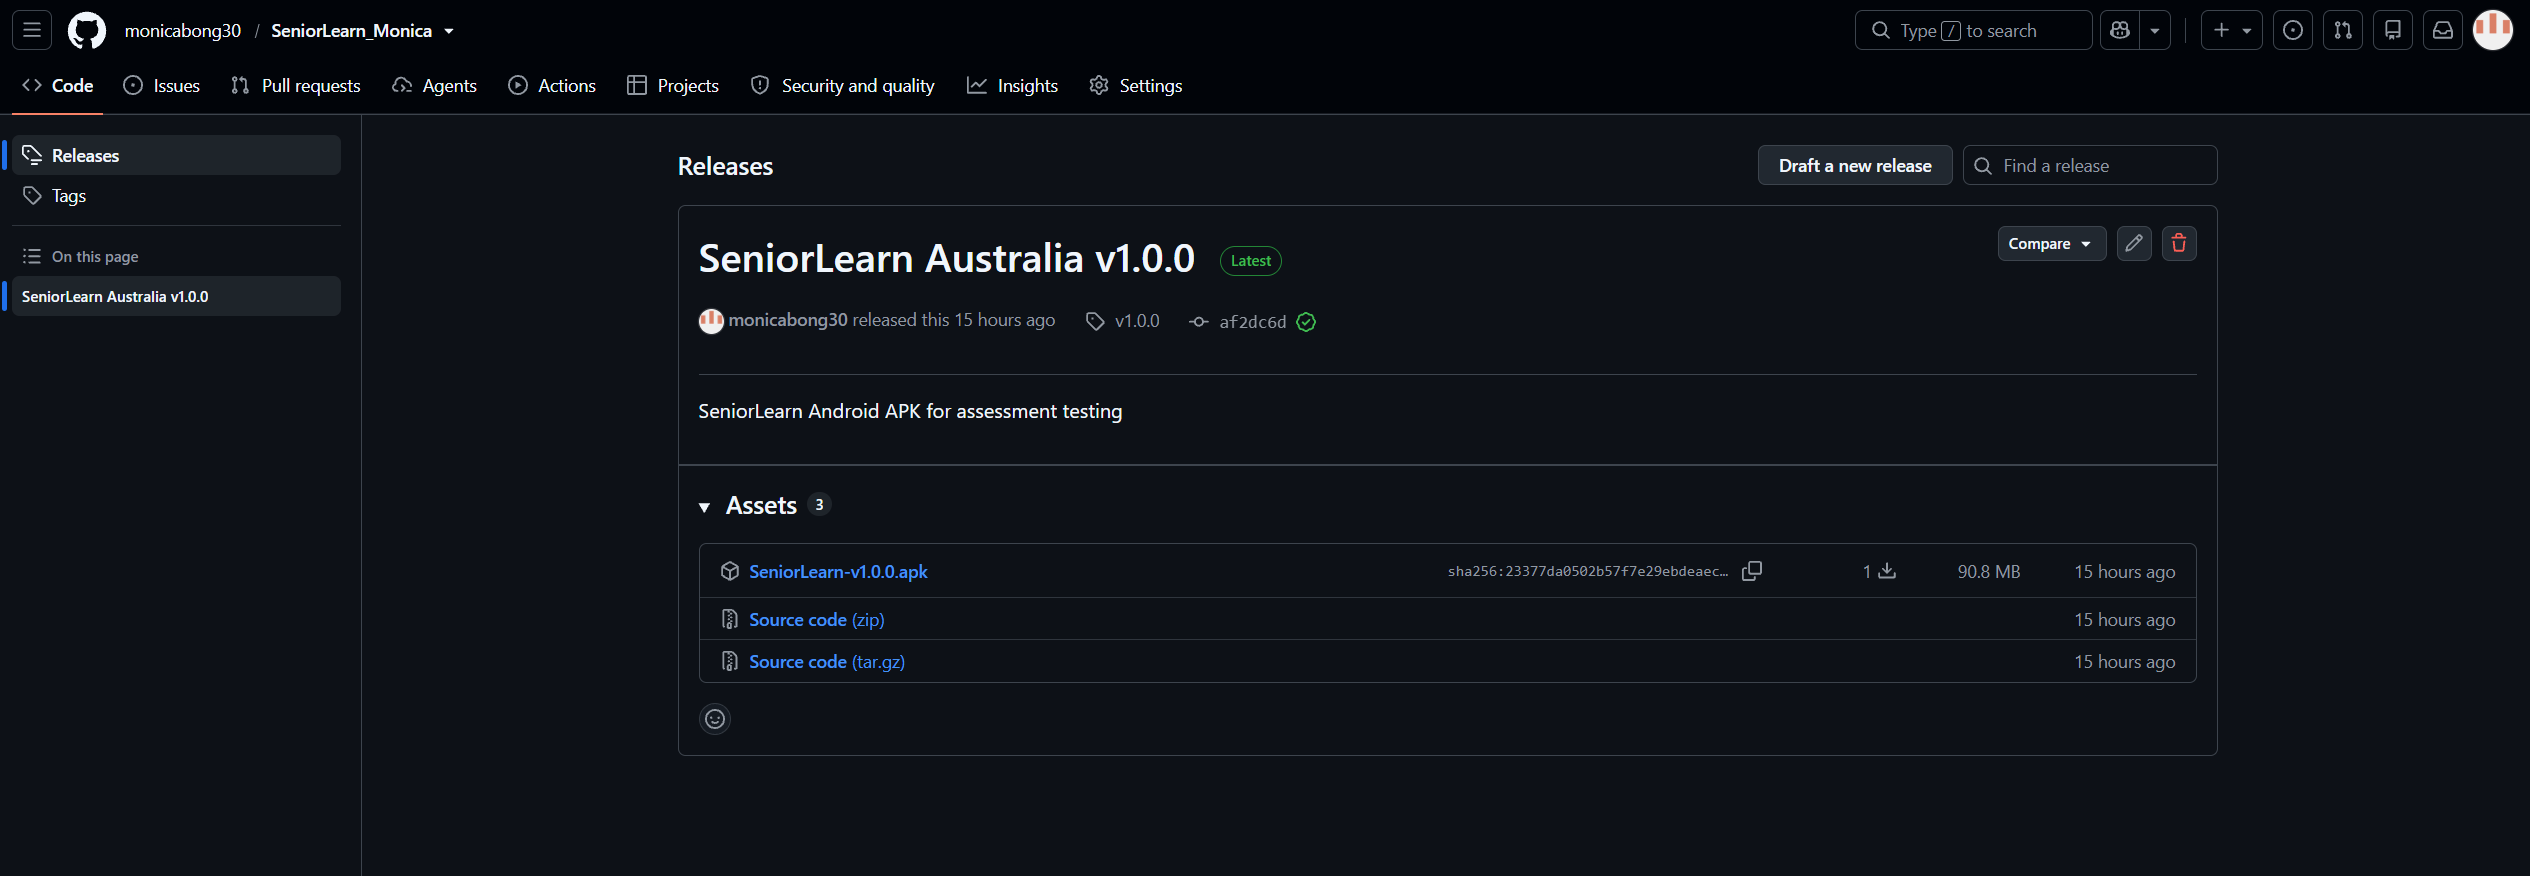 monicabong30 / SeniorLearn_Monica
Type / to search
Code Issues Pull requests Agents Actions Projects Security and quality Insights Settings
Releases
Tags
On this page
SeniorLearn Australia v1.0.0
Releases
Draft a new release
Find a release
SeniorLearn Australia v1.0.0 Latest
Compare
monicabong30 released this 15 hours ago v1.0.0 af2dc6d
SeniorLearn Android APK for assessment testing
Assets 3
SeniorLearn-v1.0.0.apk sha256:23377da0502b57f7e29ebdeaec… 1 90.8 MB 15 hours ago
Source code (zip) 15 hours ago
Source code (tar.gz) 15 hours ago